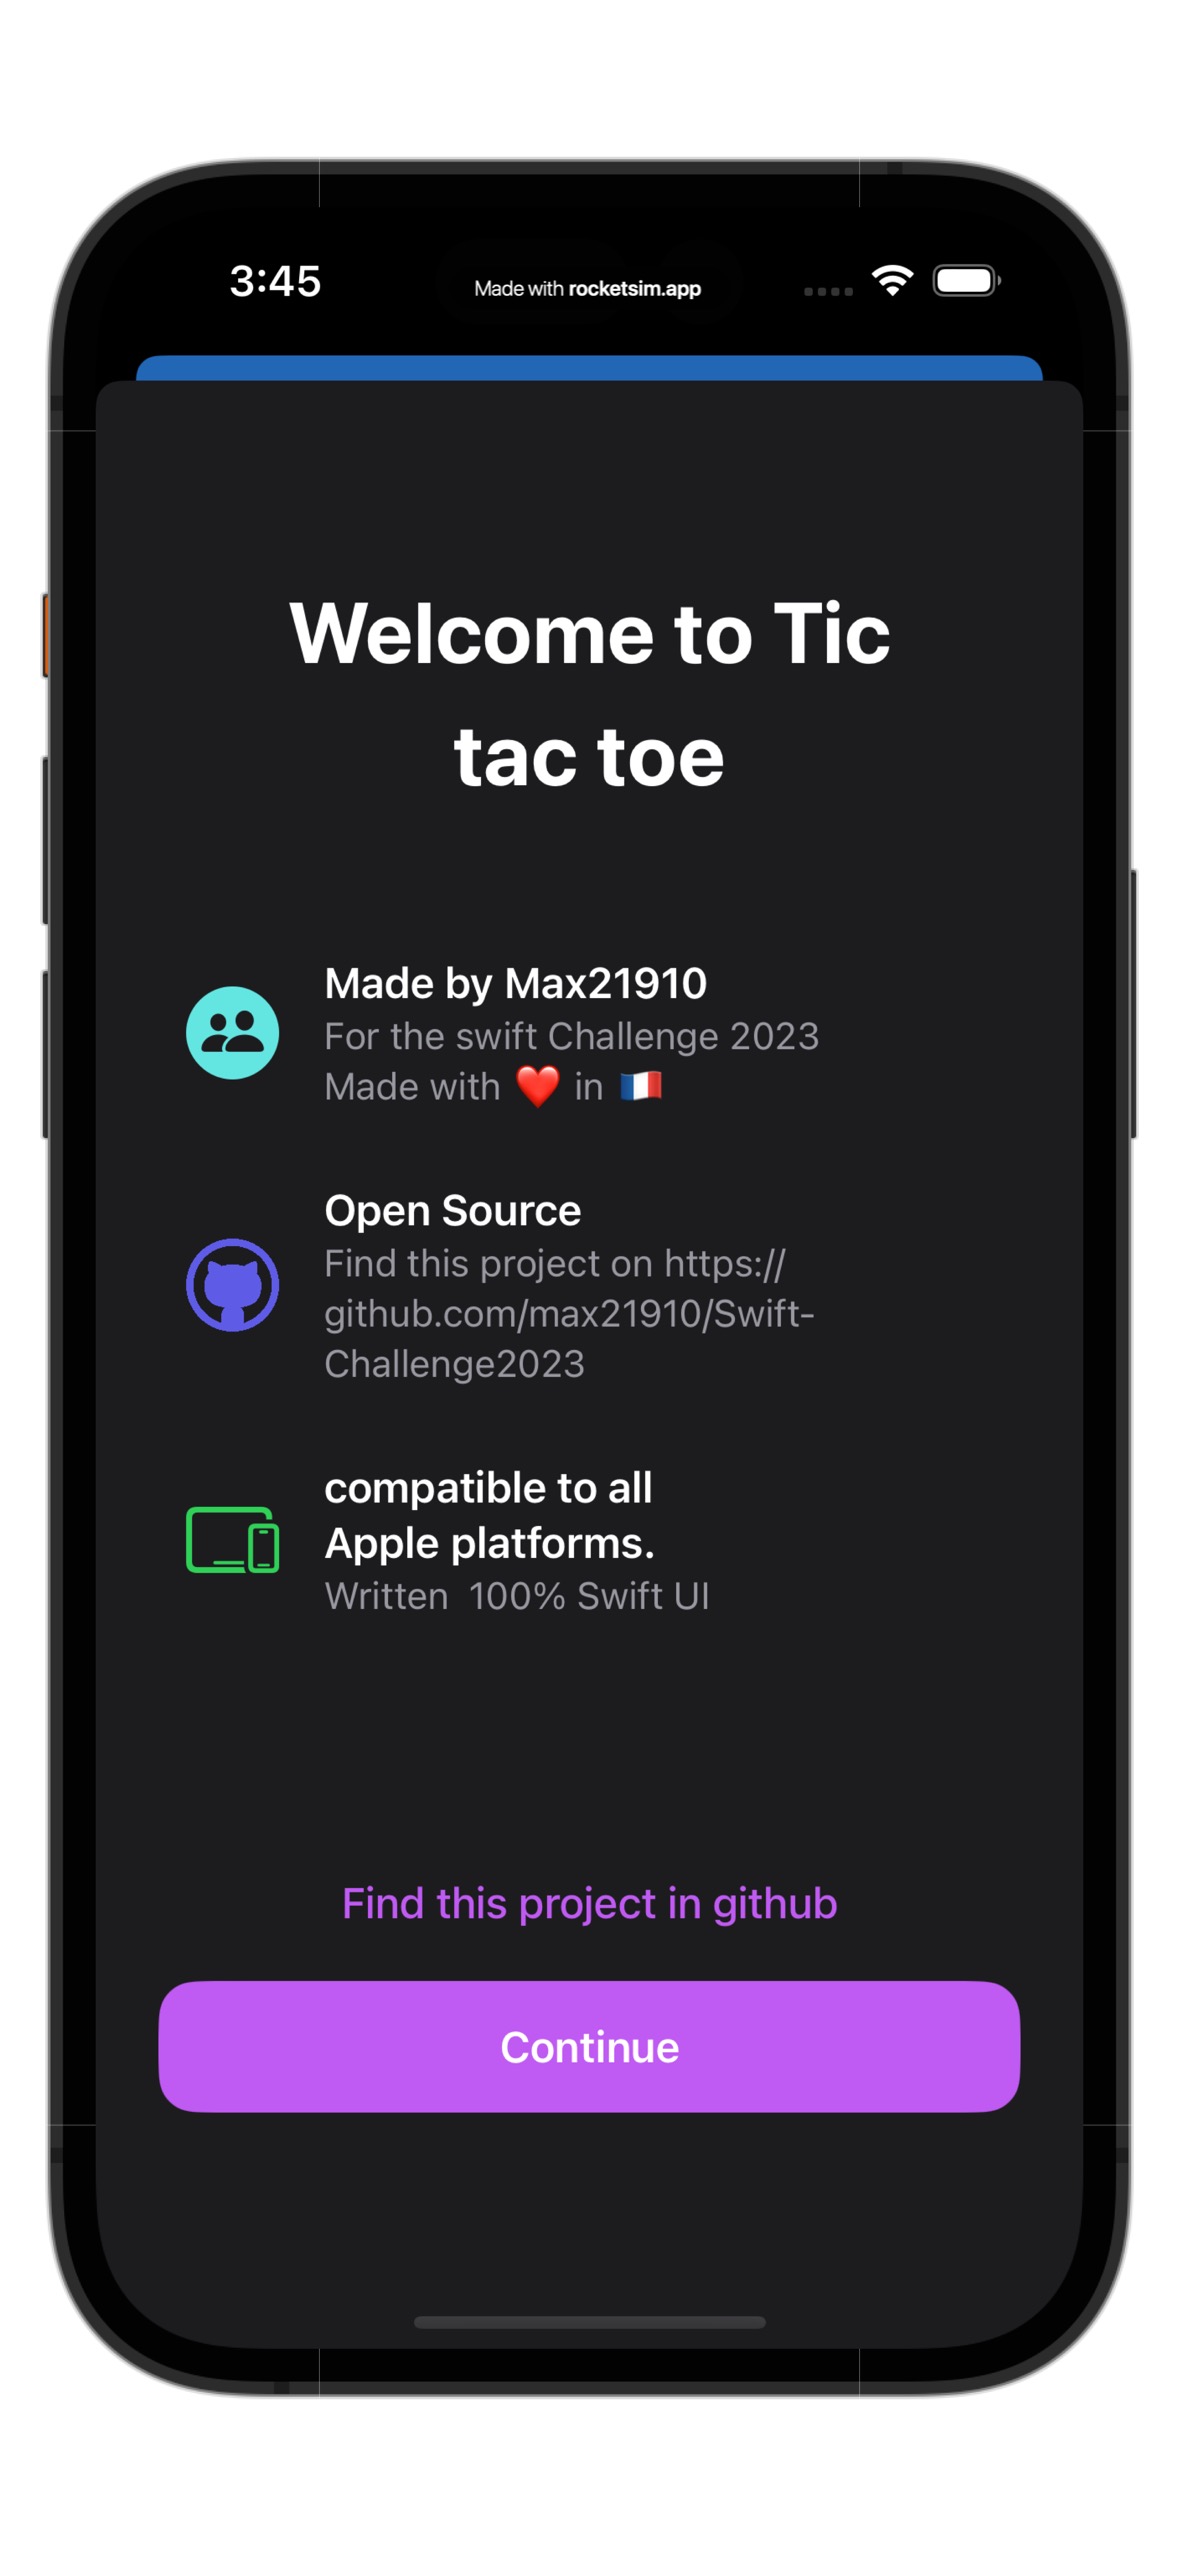 3:45
Made with rocketsim.app
Welcome to Tic
tac toe
Made by Max21910
For the swift Challenge 2023
Made with ❤️ in 🇫🇷
Open Source
Find this project on https://
github.com/max21910/Swift-
Challenge2023
compatible to all
Apple platforms.
Written  100% Swift UI
Find this project in github
Continue